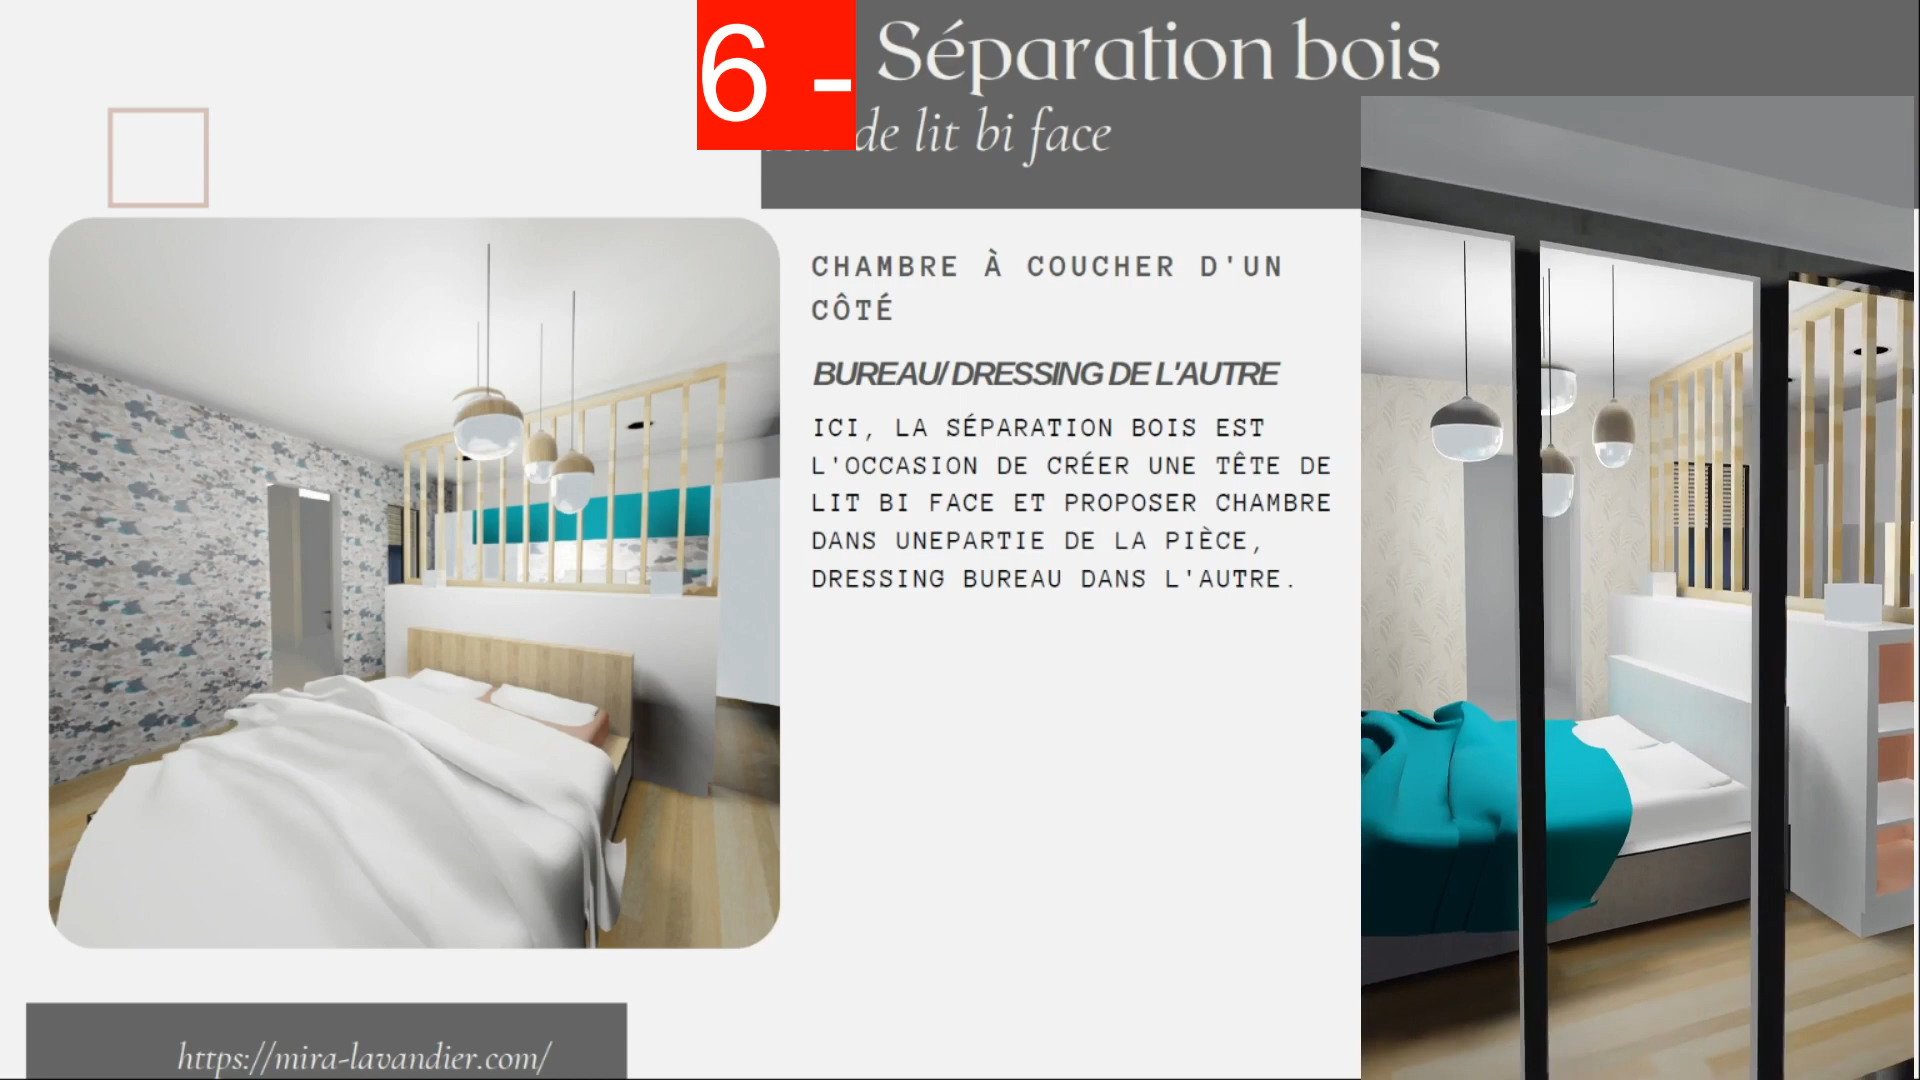 6 - Séparation bois
de lit bi face
CHAMBRE À COUCHER D'UN
CÔTÉ
BUREAU/ DRESSING DE L'AUTRE
ICI, LA SÉPARATION BOIS EST
L'OCCASION DE CRÉER UNE TÊTE DE
LIT BI FACE ET PROPOSER CHAMBRE
DANS UNEPARTIE DE LA PIÈCE,
DRESSING BUREAU DANS L'AUTRE.
https://mira-lavandier.com/